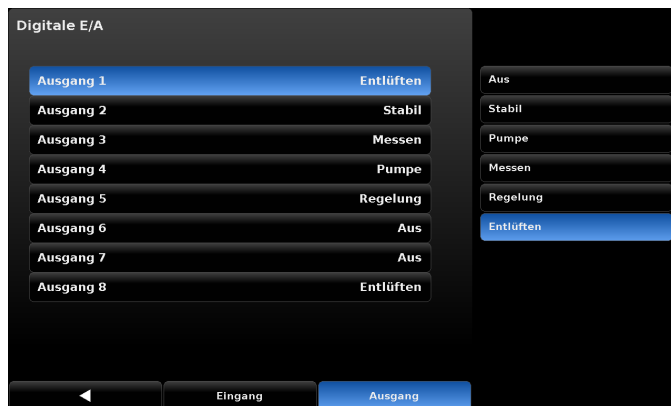 Digitale E/A
Ausgang 1 Entlüften
Ausgang 2 Stabil
Ausgang 3 Messen
Ausgang 4 Pumpe
Ausgang 5 Regelung
Ausgang 6 Aus
Ausgang 7 Aus
Ausgang 8 Entlüften
Aus
Stabil
Pumpe
Messen
Regelung
Entlüften
Eingang Ausgang